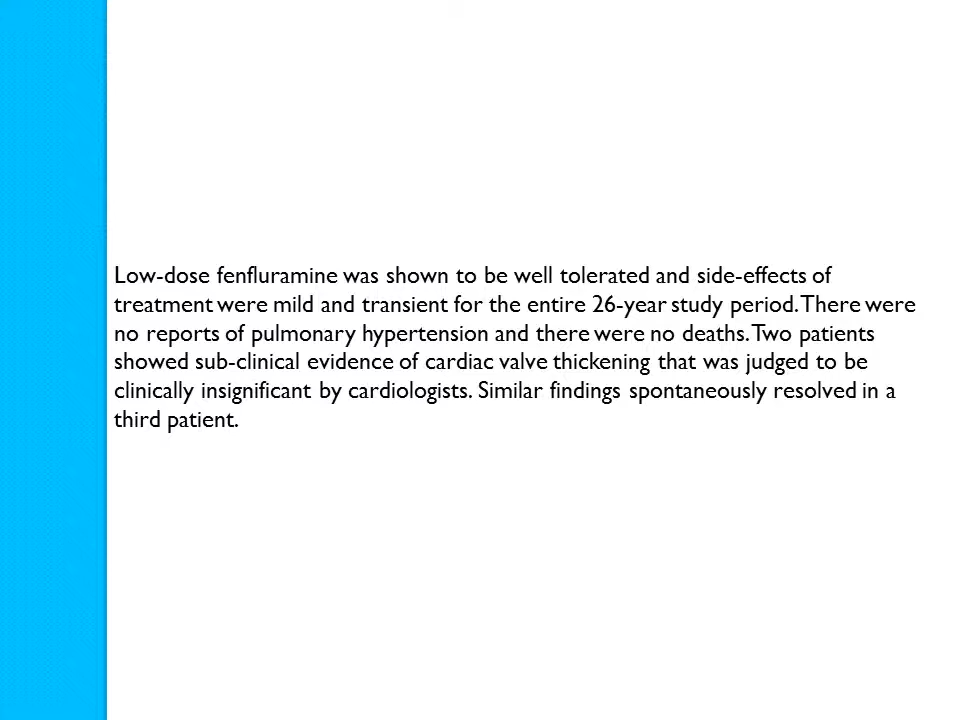 Low-dose fenfluramine was shown to be well tolerated and side-effects of
treatment were mild and transient for the entire 26-year study period. There were
no reports of pulmonary hypertension and there were no deaths. Two patients
showed sub-clinical evidence of cardiac valve thickening that was judged to be
clinically insignificant by cardiologists. Similar findings spontaneously resolved in a
third patient.